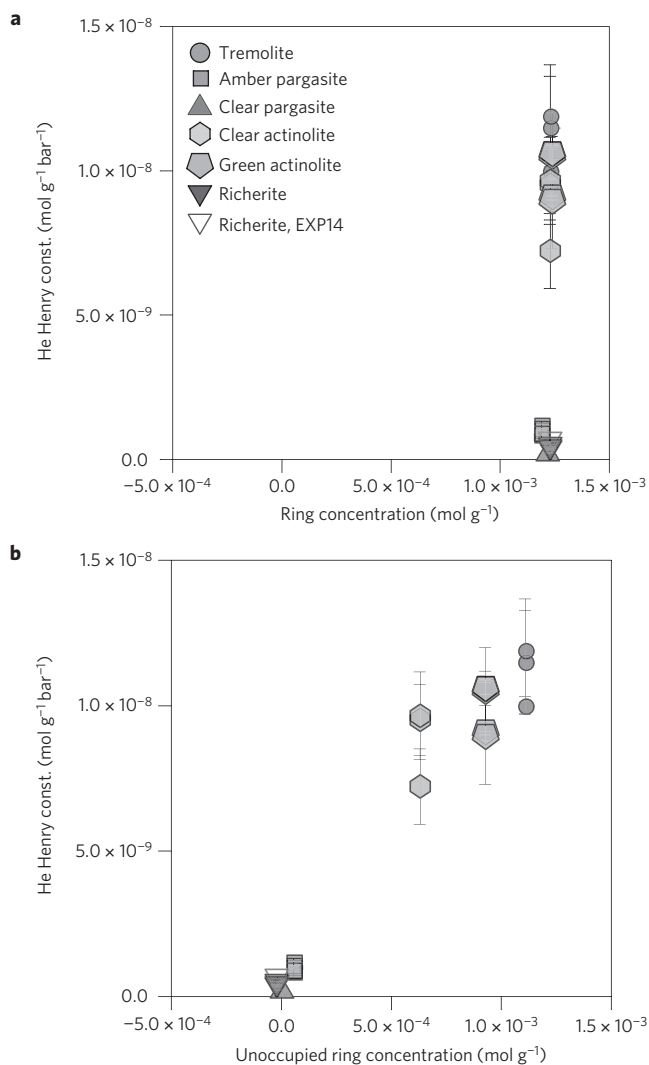 a
1.5 × 10⁻⁸
1.0 × 10⁻⁸
5.0 × 10⁻⁹
0.0
He Henry const. (mol g⁻¹ bar⁻¹)
Tremolite
Amber pargasite
Clear pargasite
Clear actinolite
Green actinolite
Richerite
Richerite, EXP14
−5.0 × 10⁻⁴ 0.0 5.0 × 10⁻⁴ 1.0 × 10⁻³ 1.5 × 10⁻³
Ring concentration (mol g⁻¹)
b
1.5 × 10⁻⁸
1.0 × 10⁻⁸
5.0 × 10⁻⁹
0.0
He Henry const. (mol g⁻¹ bar⁻¹)
−5.0 × 10⁻⁴ 0.0 5.0 × 10⁻⁴ 1.0 × 10⁻³ 1.5 × 10⁻³
Unoccupied ring concentration (mol g⁻¹)